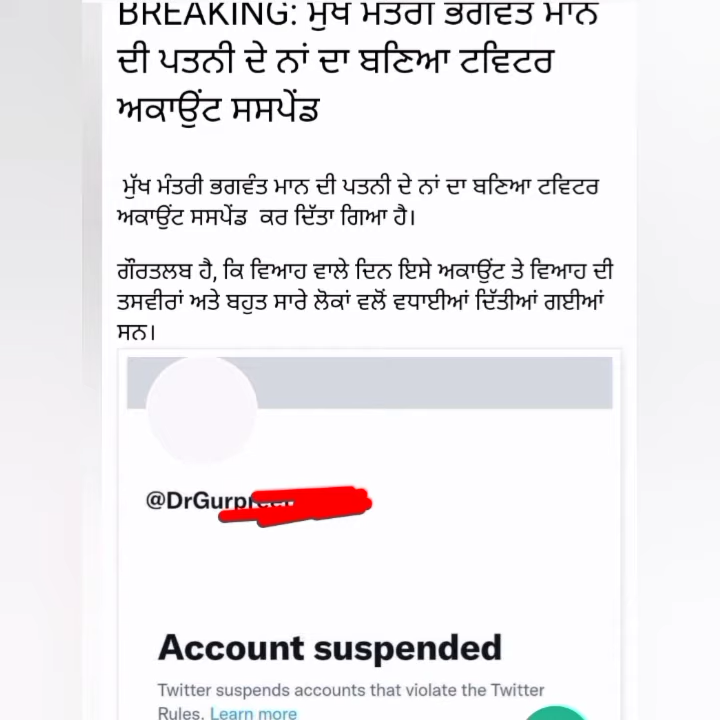 BREAKING: ਮੁੱਖ ਮੰਤਰੀ ਭਗਵੰਤ ਮਾਨ
ਦੀ ਪਤਨੀ ਦੇ ਨਾਂ ਦਾ ਬਣਿਆ ਟਵਿਟਰ
ਅਕਾਉਂਟ ਸਸਪੇਂਡ
ਮੁੱਖ ਮੰਤਰੀ ਭਗਵੰਤ ਮਾਨ ਦੀ ਪਤਨੀ ਦੇ ਨਾਂ ਦਾ ਬਣਿਆ ਟਵਿਟਰ
ਅਕਾਉਂਟ ਸਸਪੇਂਡ ਕਰ ਦਿੱਤਾ ਗਿਆ ਹੈ।
ਗੌਰਤਲਬ ਹੈ, ਕਿ ਵਿਆਹ ਵਾਲੇ ਦਿਨ ਇਸੇ ਅਕਾਉਂਟ ਤੇ ਵਿਆਹ ਦੀ
ਤਸਵੀਰਾਂ ਅਤੇ ਬਹੁਤ ਸਾਰੇ ਲੋਕਾਂ ਵਲੋਂ ਵਧਾਈਆਂ ਦਿੱਤੀਆਂ ਗਈਆਂ
ਸਨ।
Account suspended
Twitter suspends accounts that violate the Twitter
Rules. Learn more